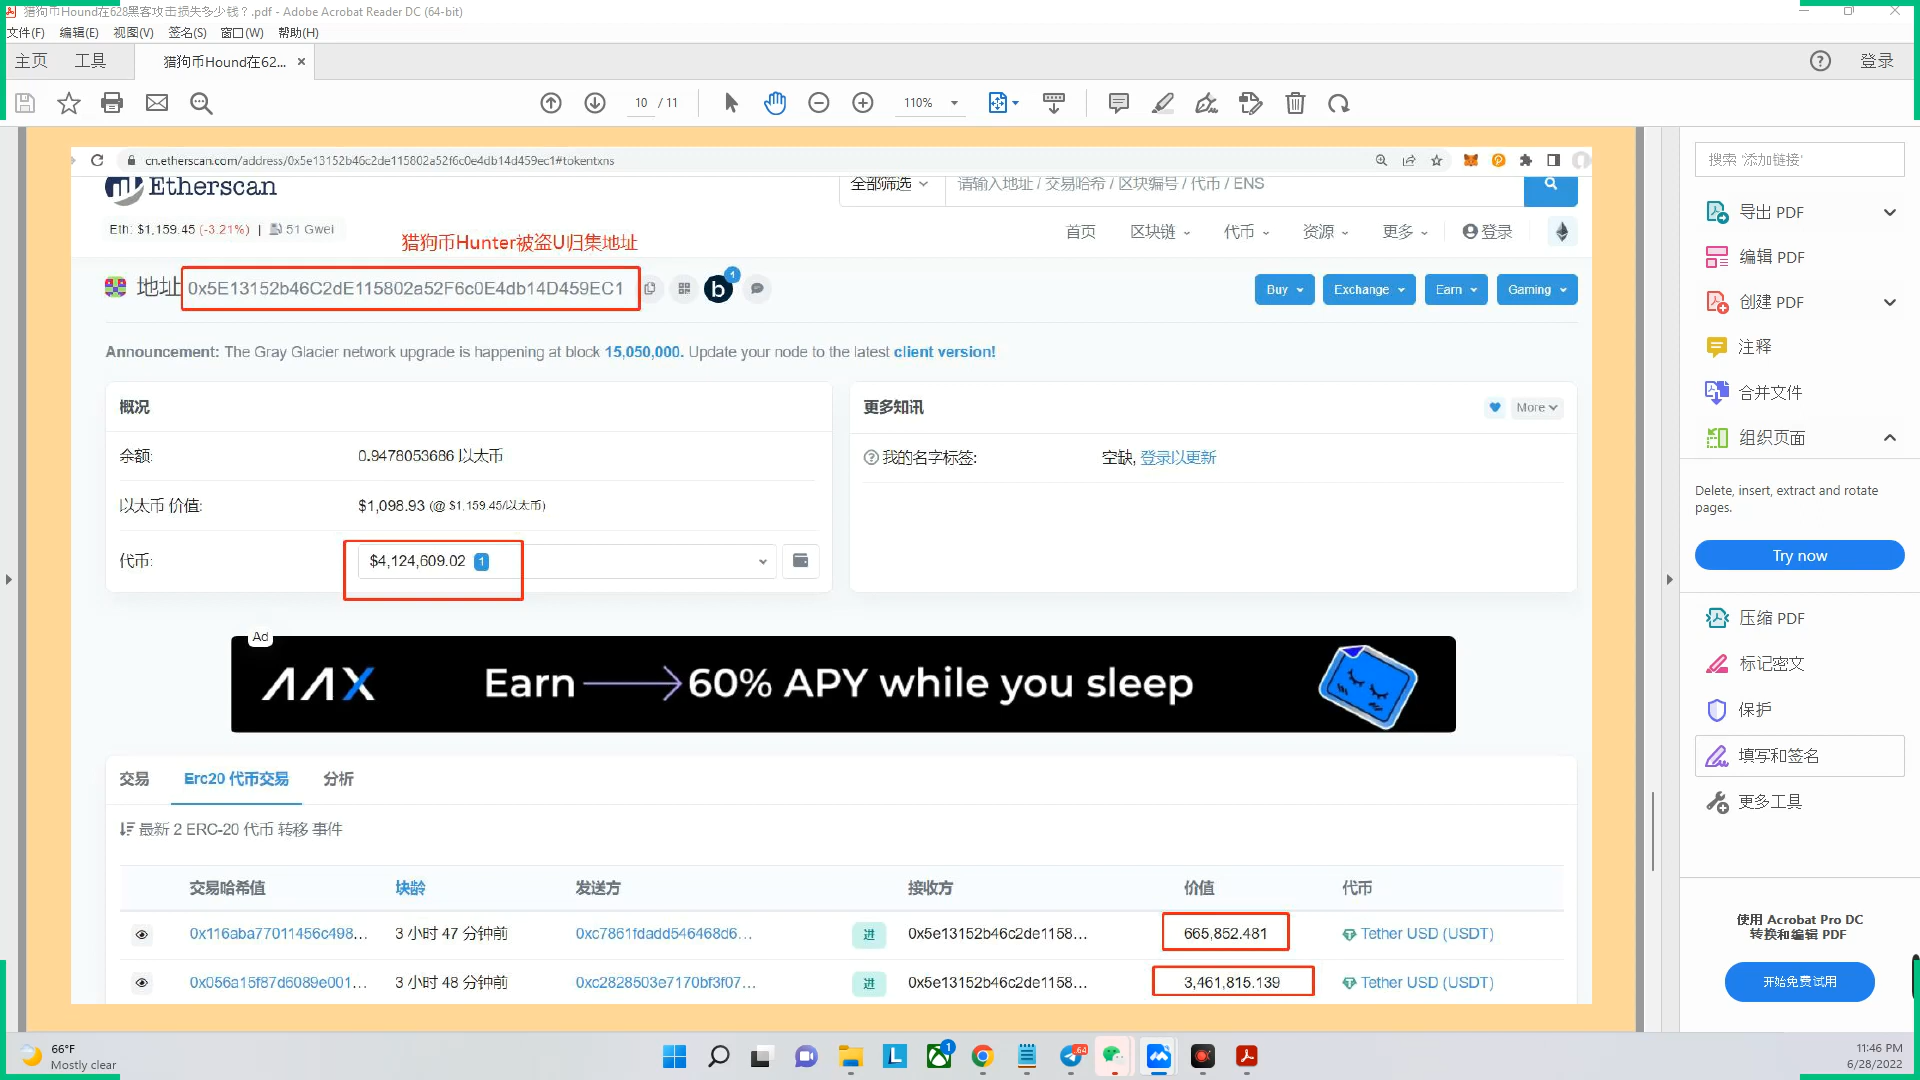 猎狗币Hound在628黑客攻击损失多少钱？.pdf - Adobe Acrobat Reader DC (64-bit)
文件(F) 编辑(E) 视图(V) 签名(S) 窗口(W) 帮助(H)
主页 工具 猎狗币Hound在62... × 登录
10 / 11 110%
cn.etherscan.com/address/0x5e13152b46c2de115802a52f6c0e4db14d459ec1#tokentxns
Etherscan 全部筛选 请输入地址 / 交易哈希 / 区块编号 / 代币 / ENS
Eth: $1,159.45 (-3.21%) | 51 Gwei
猎狗币Hunter被盗U归集地址
首页 区块链 代币 资源 更多 登录
地址 0x5E13152b46C2dE115802a52F6c0E4db14D459EC1 b 1
Buy Exchange Earn Gaming
Announcement: The Gray Glacier network upgrade is happening at block 15,050,000. Update your node to the latest client version!
概况
余额: 0.9478053686 以太币
以太币 价值: $1,098.93 (@ $1,159.45/以太币)
代币: $4,124,609.02 1
更多知讯 More
我的名字标签: 空缺, 登录以更新
Ad
AAX Earn 60% APY while you sleep
交易 Erc20 代币交易 分析
最新 2 ERC-20 代币 转移 事件
交易哈希值 块龄 发送方 接收方 价值 代币
0x116aba77011456c498... 3 小时 47 分钟前 0xc7861fdadd546468d6... 进 0x5e13152b46c2de1158... 665,862.481 Tether USD (USDT)
0x056a15f87d6089e001... 3 小时 48 分钟前 0xc2828503e7170bf3f07... 进 0x5e13152b46c2de1158... 3,461,815.139 Tether USD (USDT)
搜索 '添加链接'
导出 PDF
编辑 PDF
创建 PDF
注释
合并文件
组织页面
Delete, insert, extract and rotate
pages.
Try now
压缩 PDF
标记密文
保护
填写和签名
更多工具
使用 Acrobat Pro DC
转换和编辑 PDF
开始免费试用
66°F
Mostly clear
L
1
64
11:46 PM
6/28/2022